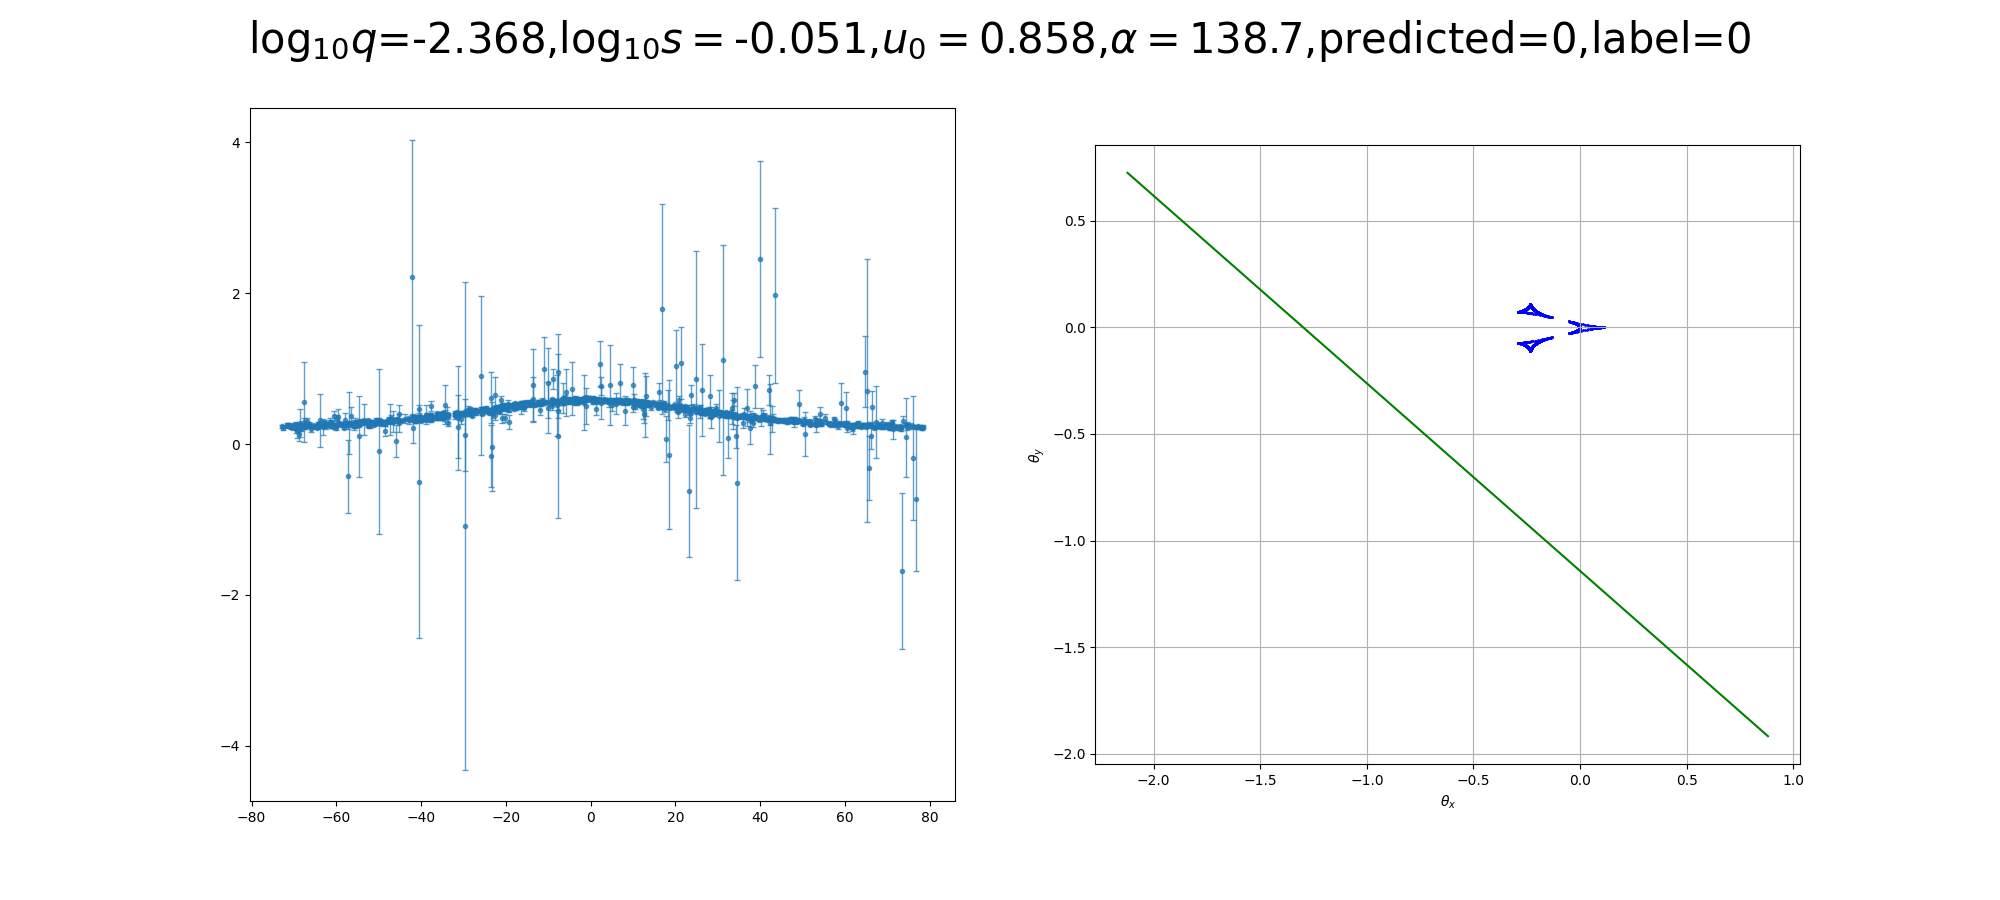 log₁₀q=-2.368,log₁₀s = -0.051,u₀ = 0.858,α = 138.7,predicted=0,label=0
4
2
0
−2
−4
−80 −60 −40 −20 0 20 40 60 80
θy
0.5
0.0
−0.5
−1.0
−1.5
−2.0
−2.0 −1.5 −1.0 −0.5 0.0 0.5 1.0
θx